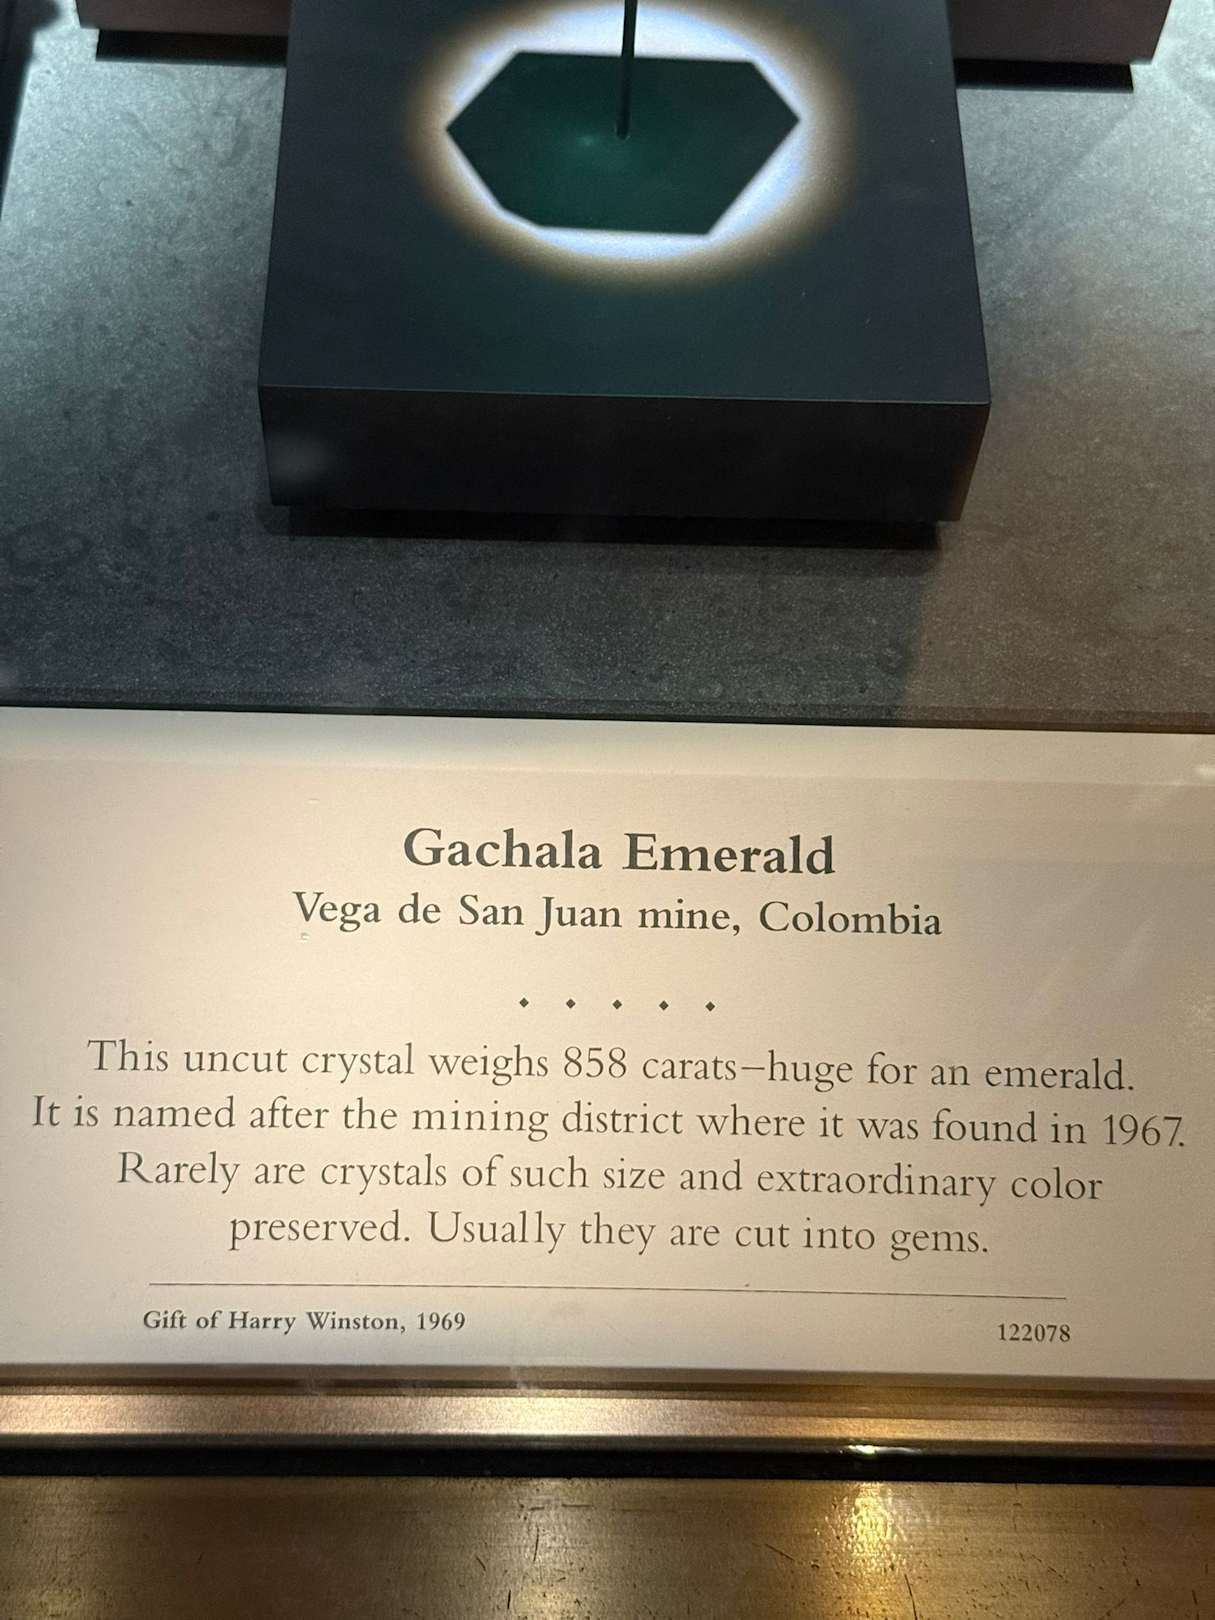 Gachala Emerald
Vega de San Juan mine, Colombia
This uncut crystal weighs 858 carats–huge for an emerald.
It is named after the mining district where it was found in 1967.
Rarely are crystals of such size and extraordinary color
preserved. Usually they are cut into gems.
Gift of Harry Winston, 1969
122078